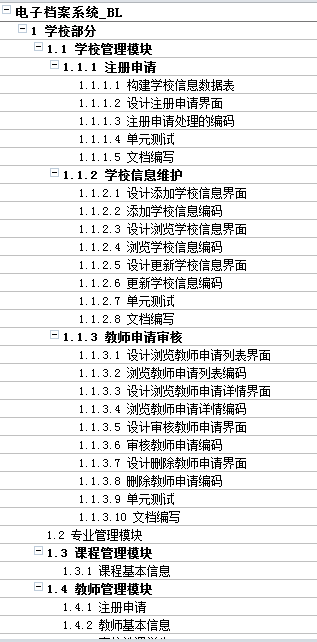 电子档案系统_BL
1 学校部分
1.1 学校管理模块
1.1.1 注册申请
1.1.1.1 构建学校信息数据表
1.1.1.2 设计注册申请界面
1.1.1.3 注册申请处理的编码
1.1.1.4 单元测试
1.1.1.5 文档编写
1.1.2 学校信息维护
1.1.2.1 设计添加学校信息界面
1.1.2.2 添加学校信息编码
1.1.2.3 设计浏览学校信息界面
1.1.2.4 浏览学校信息编码
1.1.2.5 设计更新学校信息界面
1.1.2.6 更新学校信息编码
1.1.2.7 单元测试
1.1.2.8 文档编写
1.1.3 教师申请审核
1.1.3.1 设计浏览教师申请列表界面
1.1.3.2 浏览教师申请列表编码
1.1.3.3 设计浏览教师申请详情界面
1.1.3.4 浏览教师申请详情编码
1.1.3.5 设计审核教师申请界面
1.1.3.6 审核教师申请编码
1.1.3.7 设计删除教师申请界面
1.1.3.8 删除教师申请编码
1.1.3.9 单元测试
1.1.3.10 文档编写
1.2 专业管理模块
1.3 课程管理模块
1.3.1 课程基本信息
1.4 教师管理模块
1.4.1 注册申请
1.4.2 教师基本信息